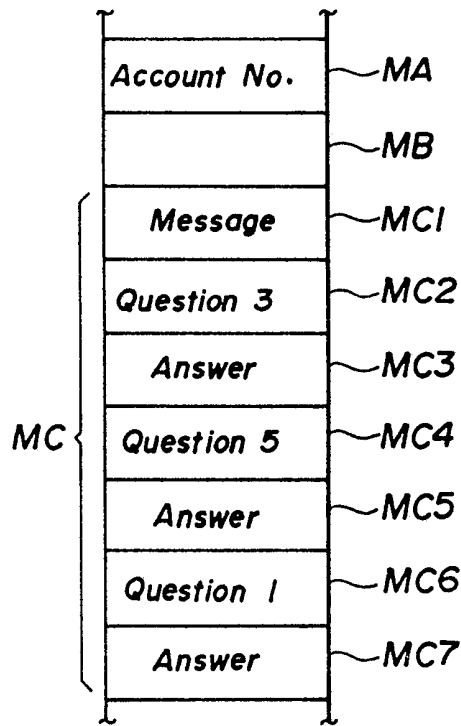 Account No. MA
MB
Message MC1
Question 3 MC2
Answer MC3
MC Question 5 MC4
Answer MC5
Question 1 MC6
Answer MC7